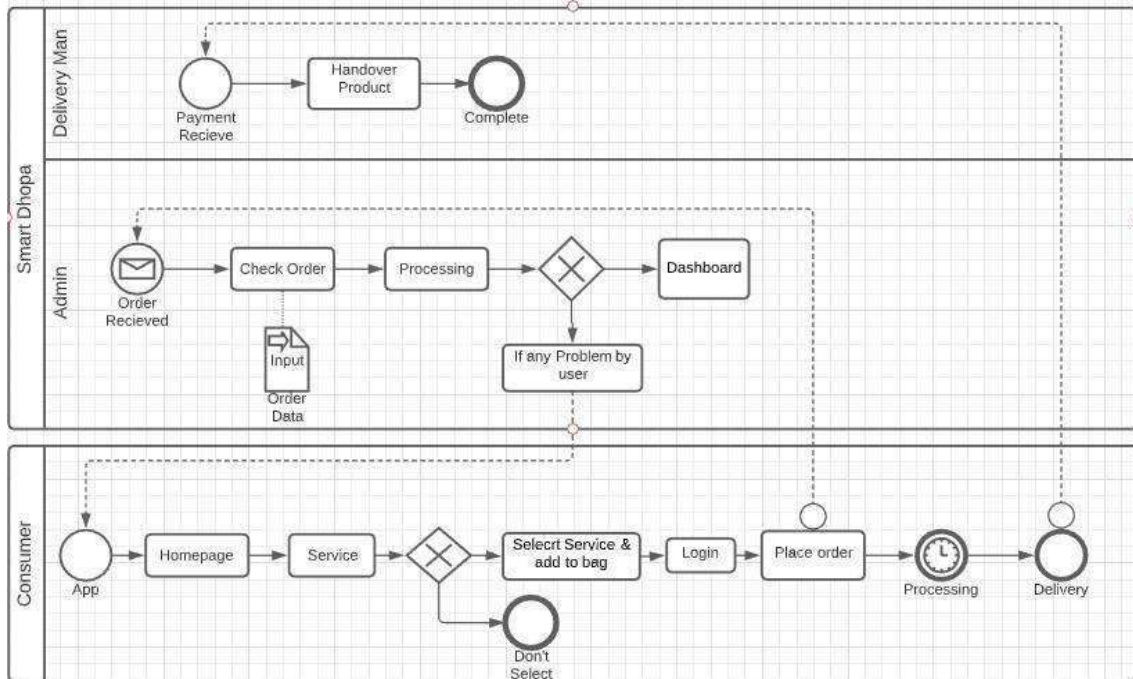 Smart Dhopa
Delivery Man
Payment
Recieve
Handover
Product
Complete
Admin
Order
Recieved
Check Order
Input
Order
Data
Processing
Dashboard
If any Problem by
user
Consumer
App
Homepage
Service
Selecrt Service &
add to bag
Don't
Select
Login
Place order
Processing
Delivery